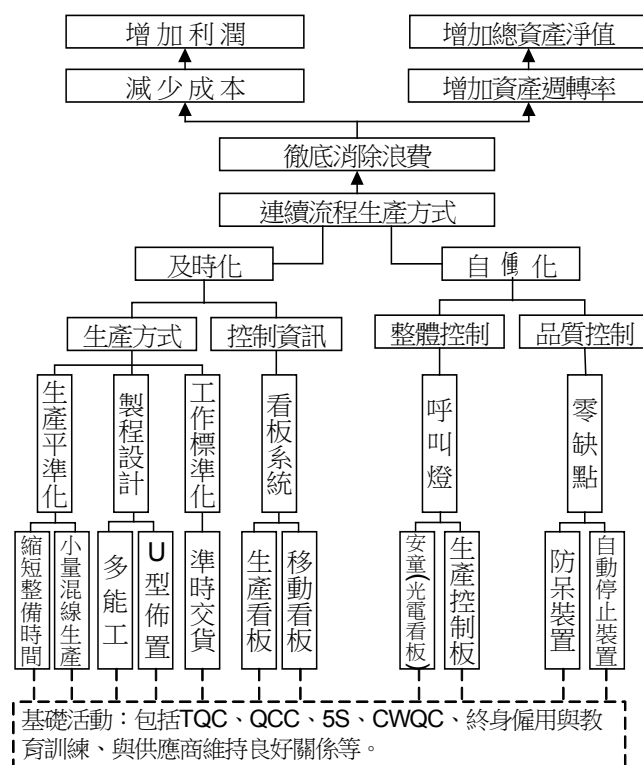 增加利潤
增加總資產淨值
減少成本
增加資產週轉率
徹底消除浪費
連續流程生產方式
及時化
自働化
生產方式
控制資訊
整體控制
品質控制
生產平準化
製程設計
工作標準化
看板系統
呼叫燈
零缺點
縮短整備時間
小量混線生產
多能工
U型佈置
準時交貨
生產看板
移動看板
安童(光電看板)
生產控制板
防呆裝置
自動停止裝置
基礎活動：包括TQC、QCC、5S、CWQC、終身僱用與教
育訓練、與供應商維持良好關係等。